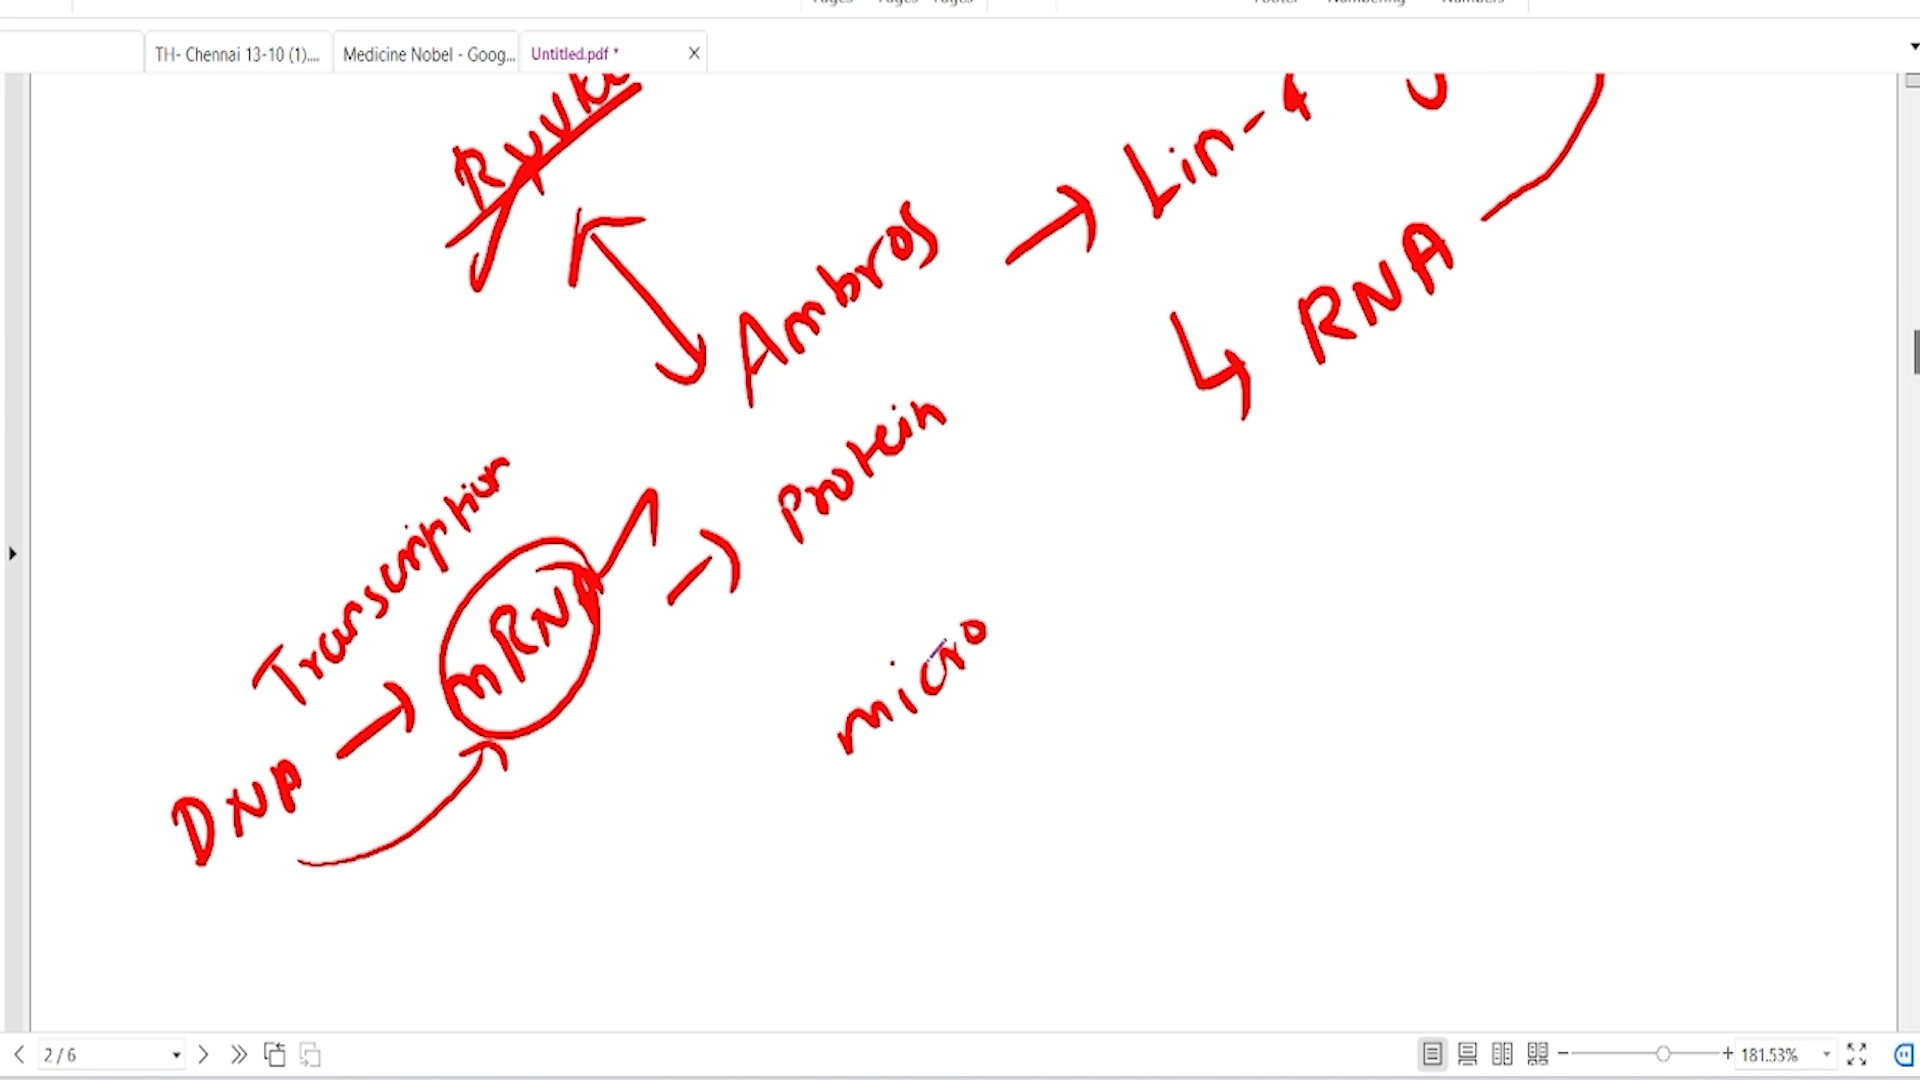 TH- Chennai 13-10 (1)....
Medicine Nobel - Goog...
Untitled.pdf *
Lin-4
Ambros
RNA
Protein
Transcription
mRNA
micro
DNA
2 / 6
181.53%